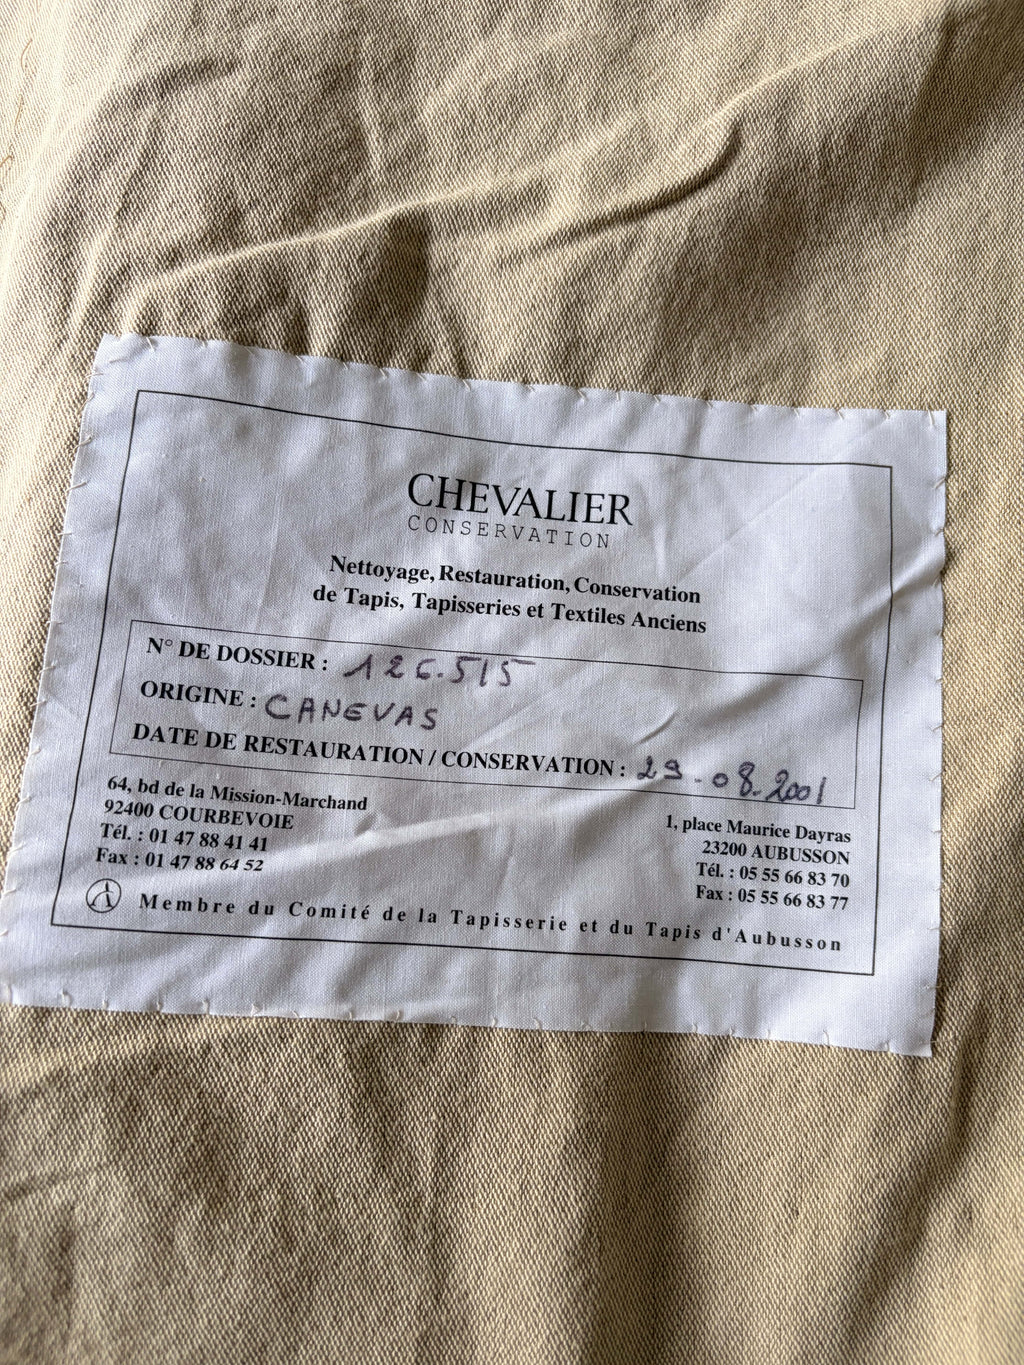 CHEVALIER
CONSERVATION
Nettoyage, Restauration, Conservation
de Tapis, Tapisseries et Textiles Anciens
N° DE DOSSIER : 126.515
ORIGINE : CANEVAS
DATE DE RESTAURATION / CONSERVATION : 29-08.2001
64, bd de la Mission-Marchand
92400 COURBEVOIE
Tél. : 01 47 88 41 41
Fax : 01 47 88 64 52
1, place Maurice Dayras
23200 AUBUSSON
Tél. : 05 55 66 83 70
Fax : 05 55 66 83 77
Membre du Comité de la Tapisserie et du Tapis d'Aubusson